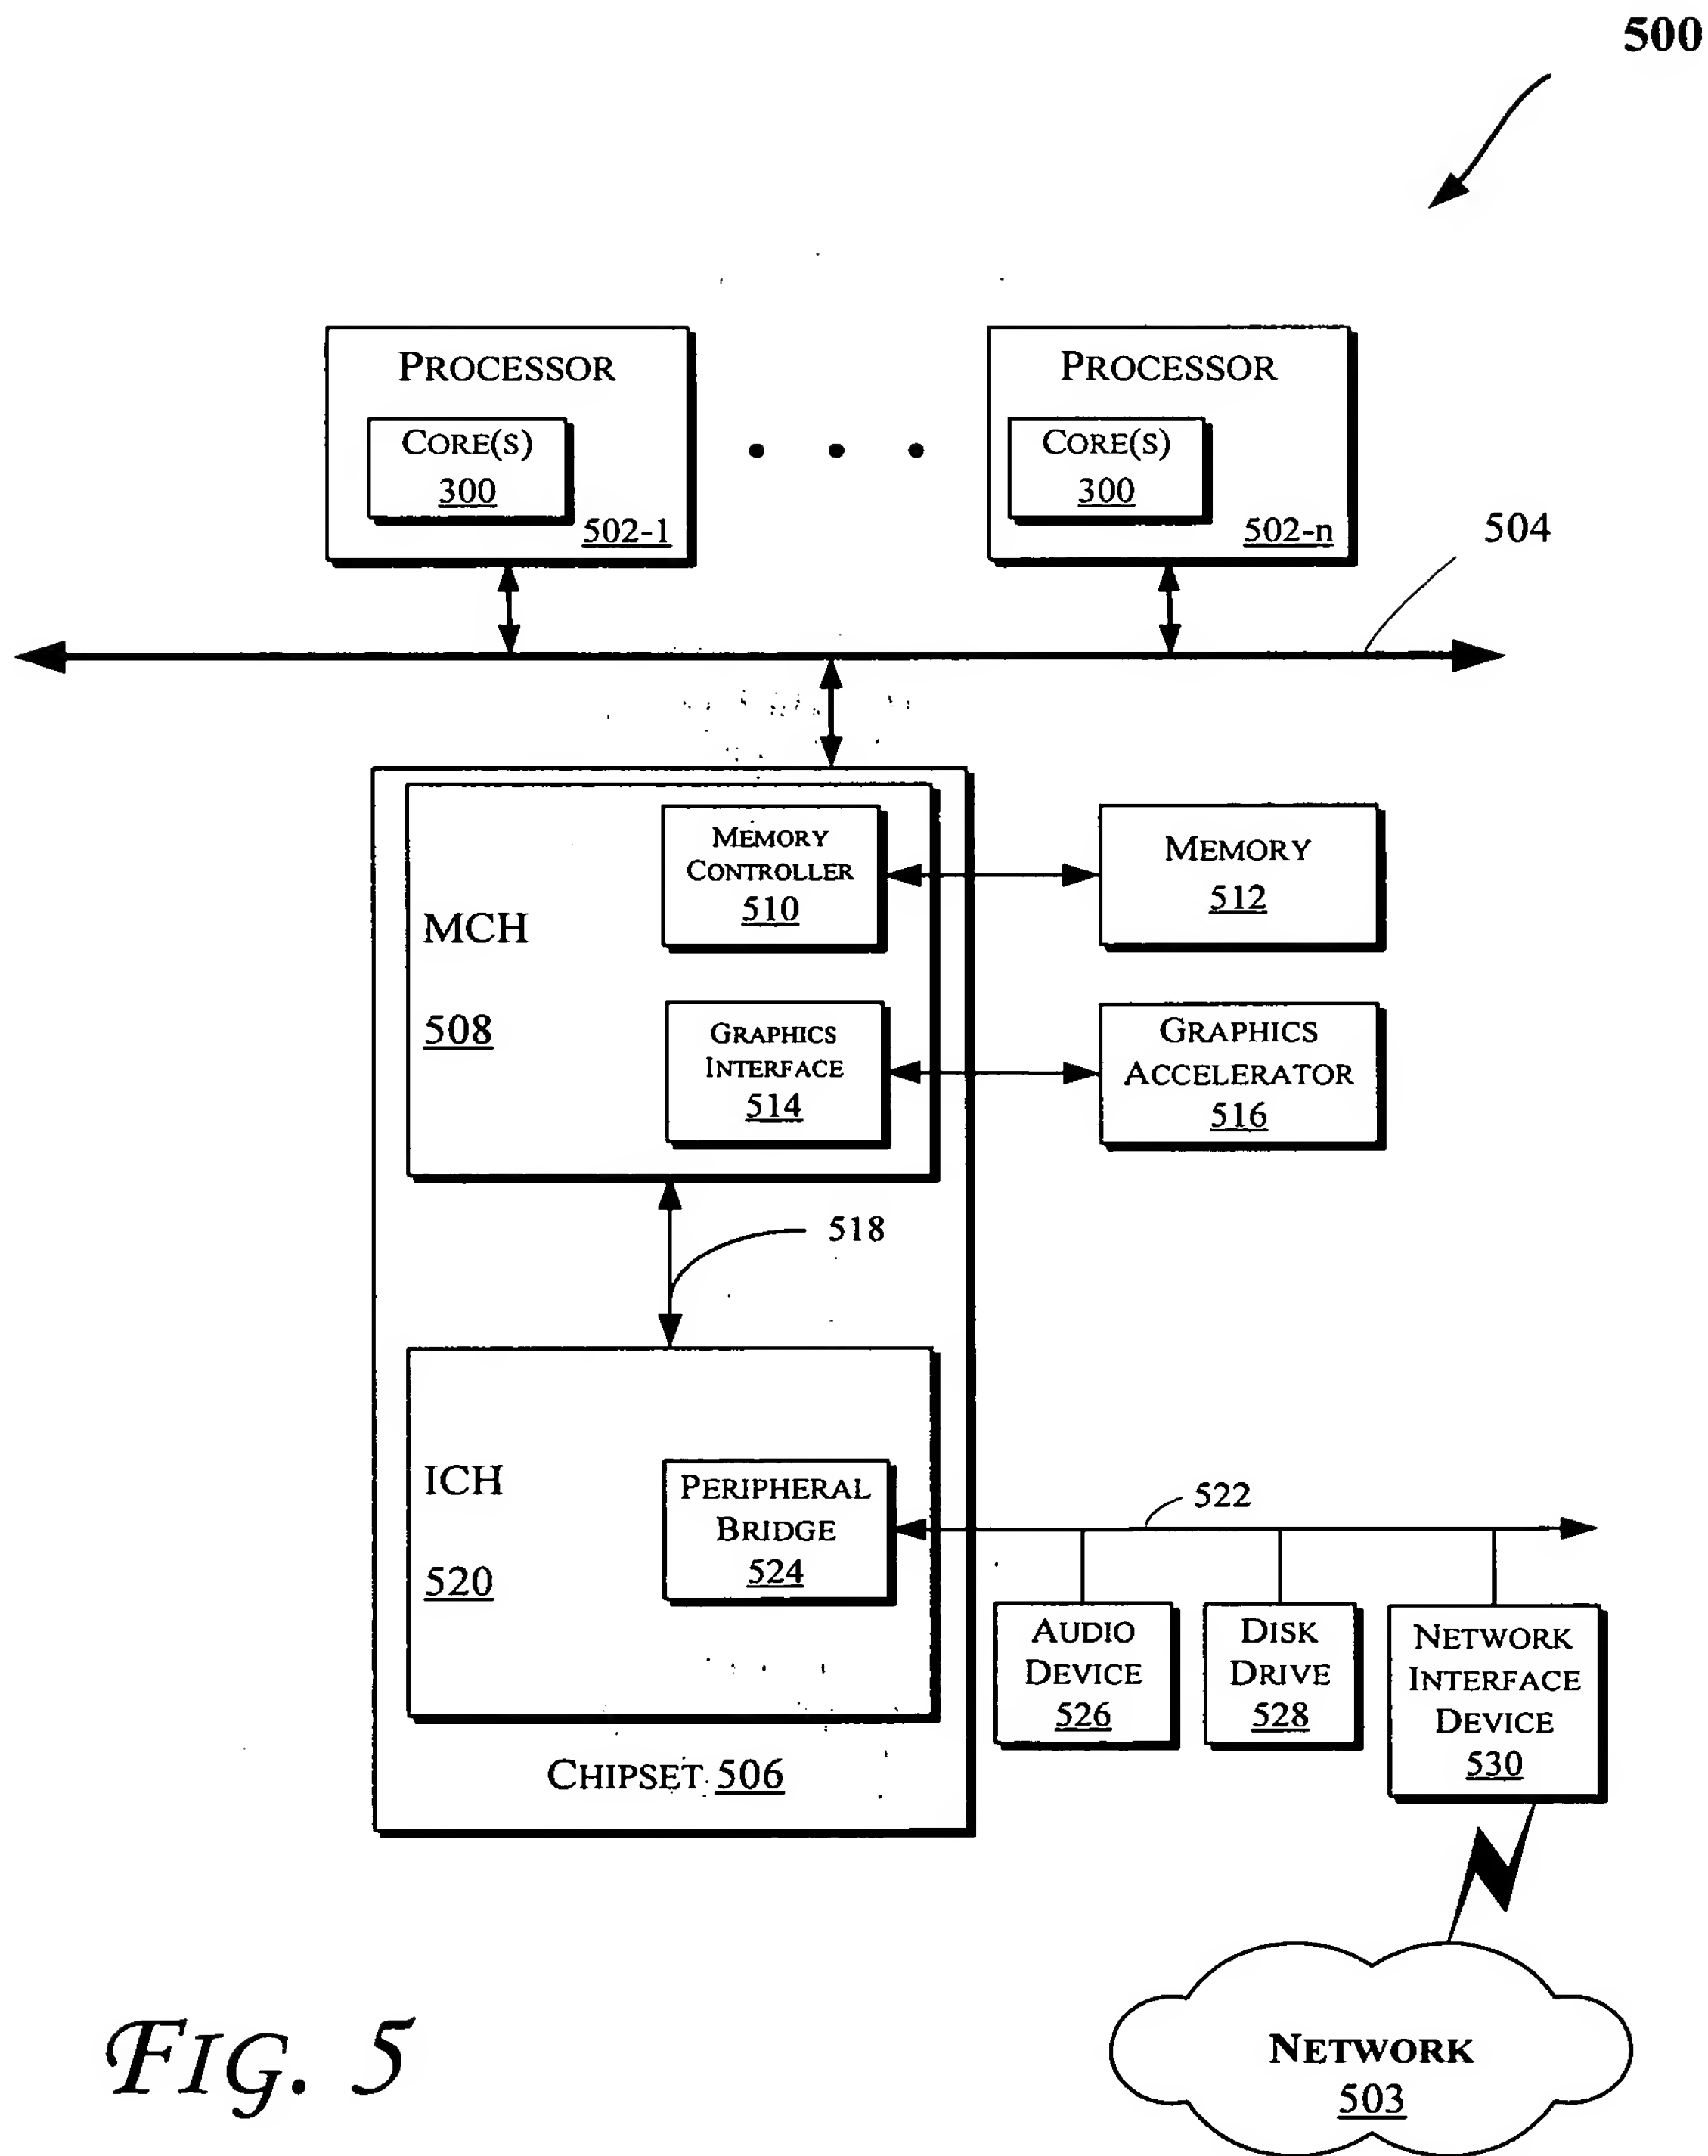 500
PROCESSOR
CORE(S)
300
502-1
PROCESSOR
CORE(S)
300
502-n
504
MCH
508
MEMORY
CONTROLLER
510
MEMORY
512
GRAPHICS
INTERFACE
514
GRAPHICS
ACCELERATOR
516
518
ICH
520
PERIPHERAL
BRIDGE
524
522
AUDIO
DEVICE
526
DISK
DRIVE
528
NETWORK
INTERFACE
DEVICE
530
CHIPSET 506
NETWORK
503
FIG. 5